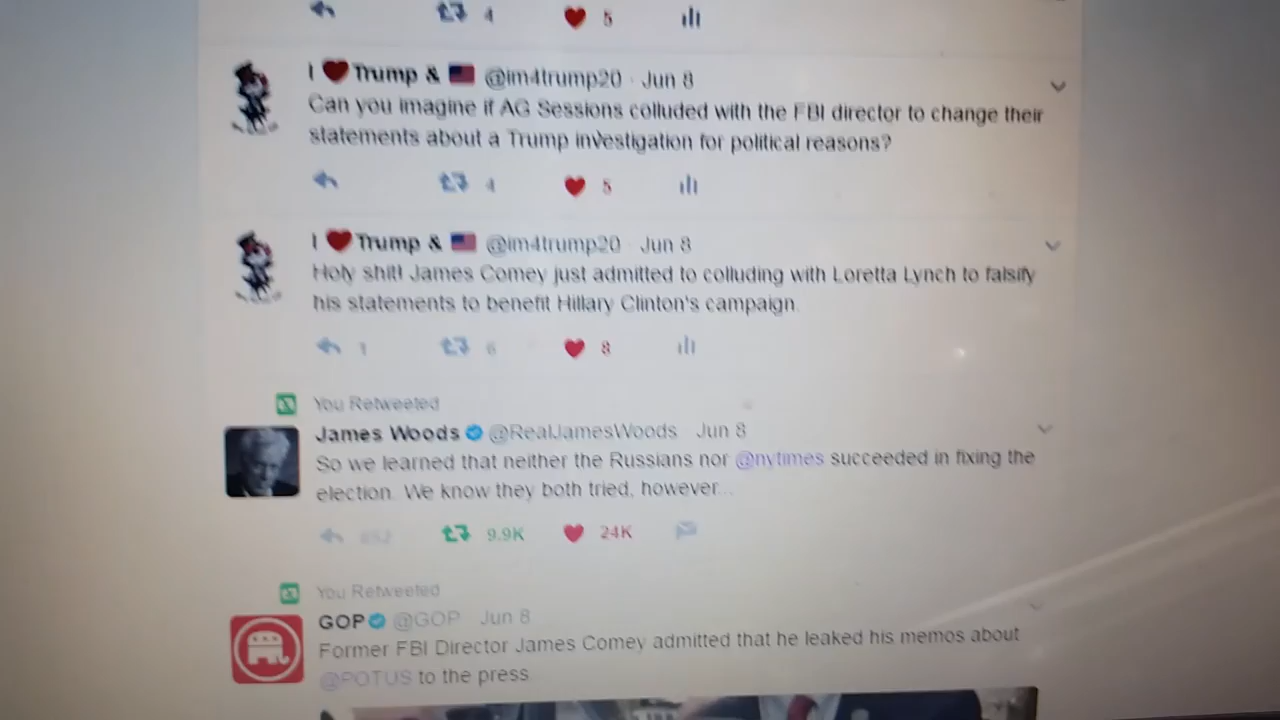 4 5
I ❤ Trump & 🇺🇸 @im4trump20 · Jun 8
Can you imagine if AG Sessions colluded with the FBI director to change their
statements about a Trump investigation for political reasons?
4 5
I ❤ Trump & 🇺🇸 @im4trump20 · Jun 8
Holy shit! James Comey just admitted to colluding with Loretta Lynch to falsify
his statements to benefit Hillary Clinton's campaign.
1 6 8
You Retweeted
James Woods @RealJamesWoods Jun 8
So we learned that neither the Russians nor @nytimes succeeded in fixing the
election. We know they both tried, however...
9.9K 24K
You Retweeted
GOP @GOP Jun 8
Former FBI Director James Comey admitted that he leaked his memos about
@POTUS to the press.